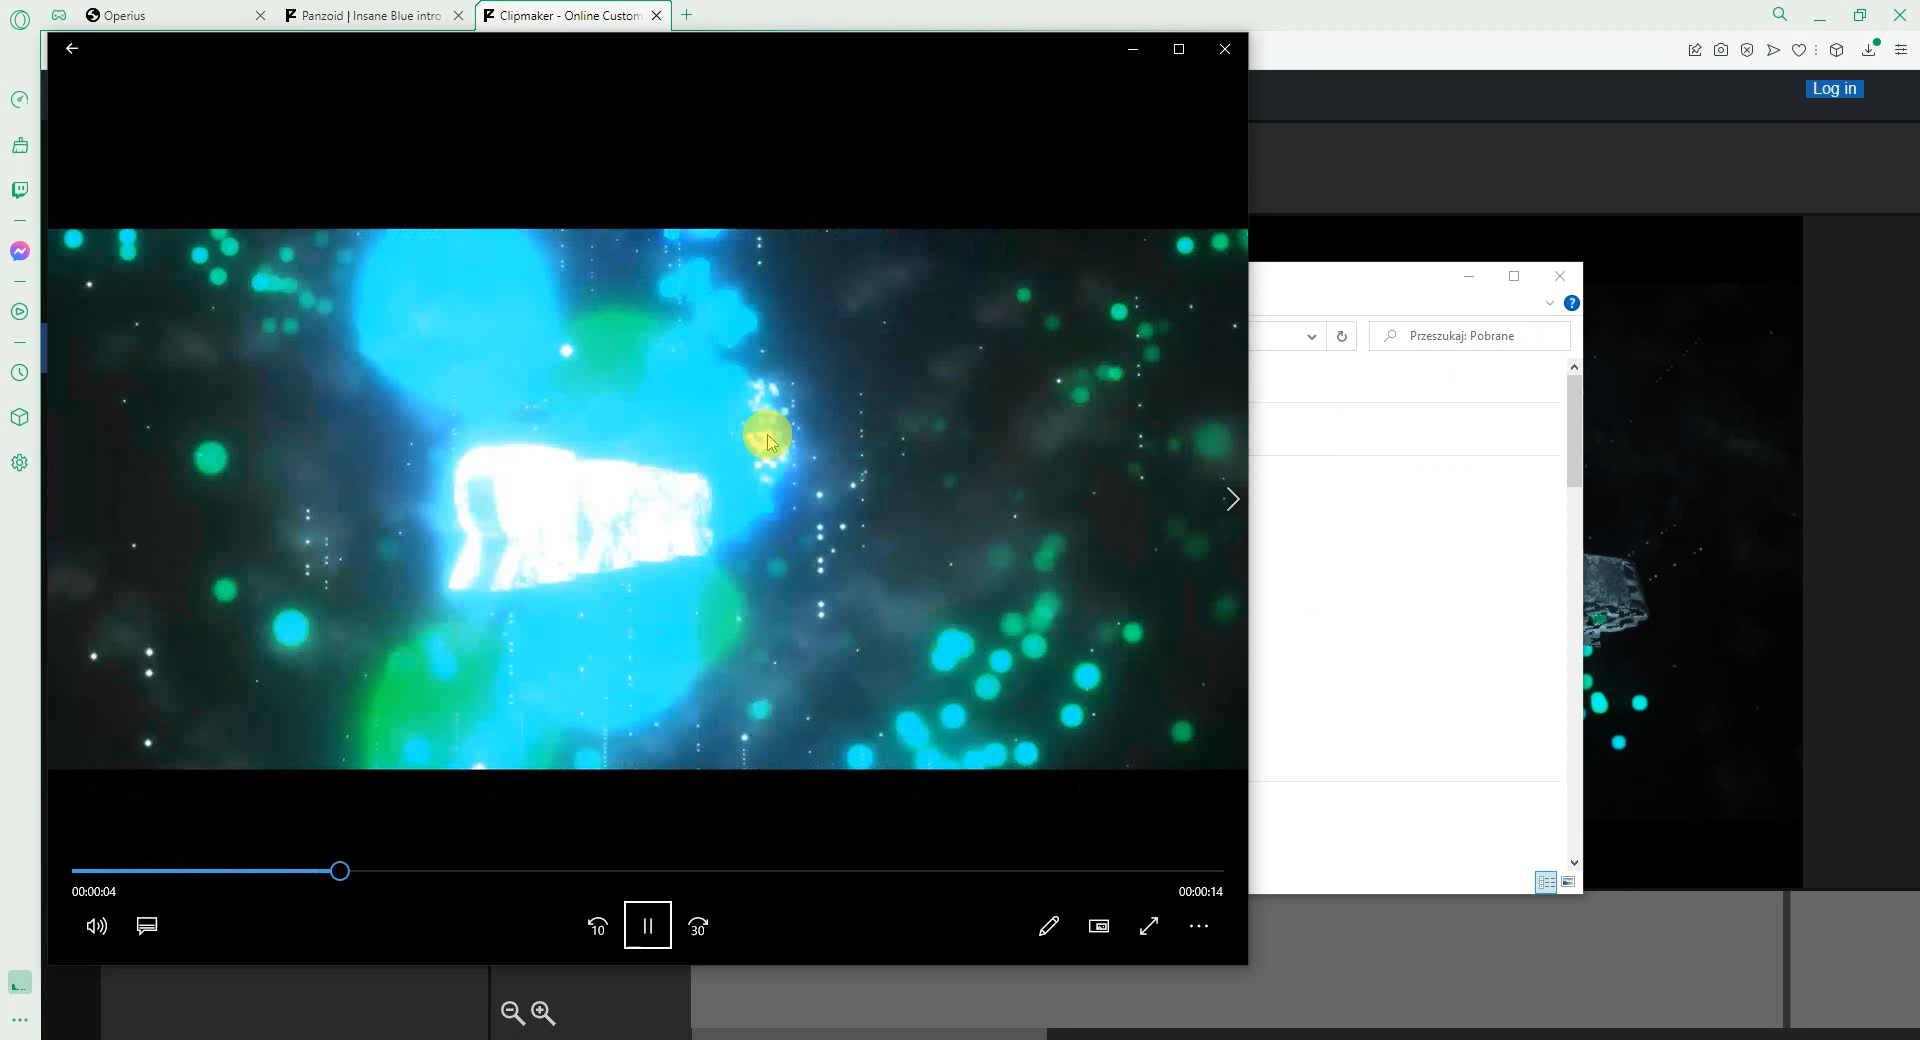 Operius
Panzoid | Insane Blue intro
Clipmaker - Online Custom
Log in
Przeszukaj: Pobrane
?
00:00:04
00:00:14
10
30